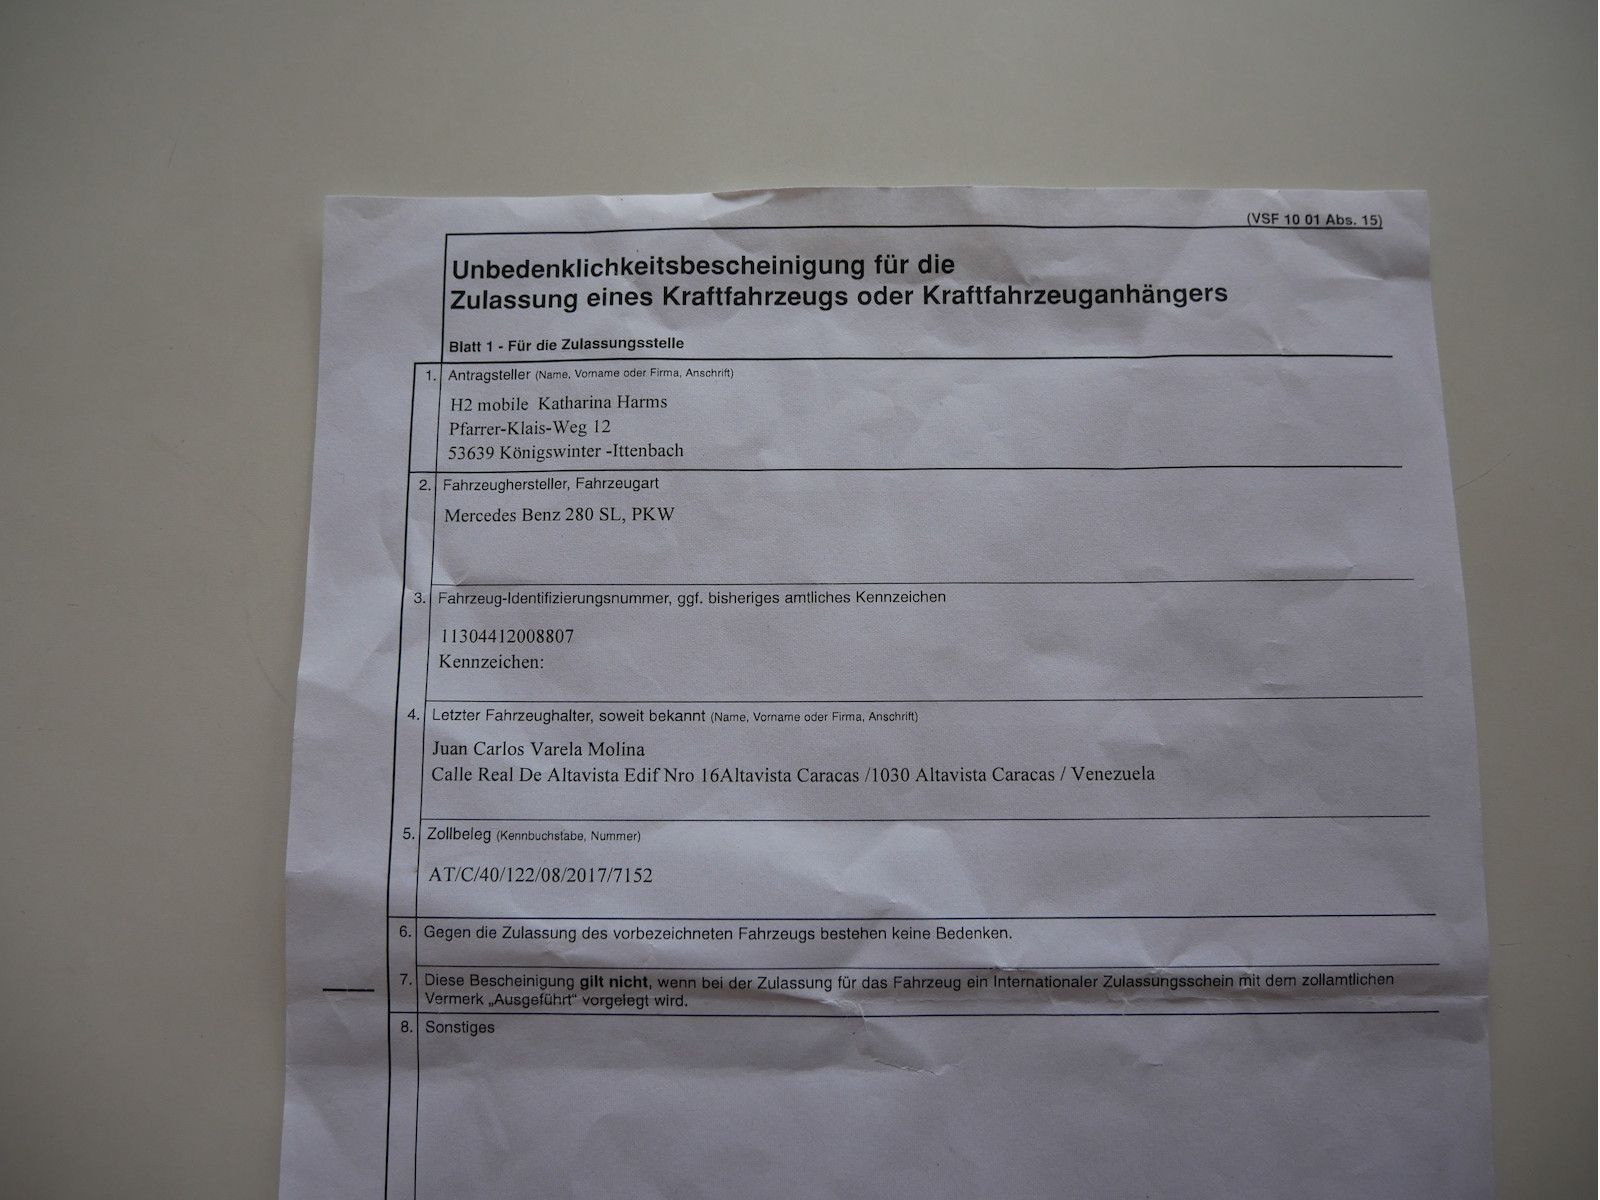 (VSF 10 01 Abs. 15)
Unbedenklichkeitsbescheinigung für die
Zulassung eines Kraftfahrzeugs oder Kraftfahrzeuganhängers
Blatt 1 - Für die Zulassungsstelle
1. Antragsteller (Name, Vorname oder Firma, Anschrift)
H2 mobile Katharina Harms
Pfarrer-Klais-Weg 12
53639 Königswinter -Ittenbach
2. Fahrzeughersteller, Fahrzeugart
Mercedes Benz 280 SL, PKW
3. Fahrzeug-Identifizierungsnummer, ggf. bisheriges amtliches Kennzeichen
11304412008807
Kennzeichen:
4. Letzter Fahrzeughalter, soweit bekannt (Name, Vorname oder Firma, Anschrift)
Juan Carlos Varela Molina
Calle Real De Altavista Edif Nro 16Altavista Caracas /1030 Altavista Caracas / Venezuela
5. Zollbeleg (Kennbuchstabe, Nummer)
AT/C/40/122/08/2017/7152
6. Gegen die Zulassung des vorbezeichneten Fahrzeugs bestehen keine Bedenken.
7. Diese Bescheinigung gilt nicht, wenn bei der Zulassung für das Fahrzeug ein Internationaler Zulassungsschein mit dem zollamtlichen
Vermerk „Ausgeführt“ vorgelegt wird.
8. Sonstiges